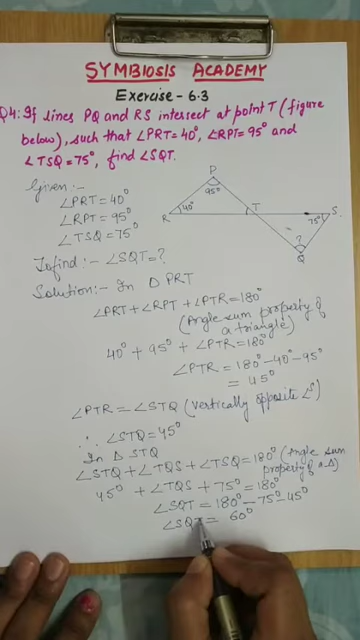 SYMBIOSIS ACADEMY
Exercise - 6.3
Q4:- If lines PQ and RS intersect at point T (figure
below), such that ∠PRT = 40°, ∠RPT = 95° and
∠TSQ = 75°, find ∠SQT.
Given:-
∠PRT = 40°
∠RPT = 95°
∠TSQ = 75°
P
95°
R
40°
T
75°
S
?
Q
To find:- ∠SQT = ?
Solution:- In △ PRT
∠PRT + ∠RPT + ∠PTR = 180°
(Angle sum property of
a triangle)
40° + 95° + ∠PTR = 180°
∠PTR = 180° - 40° - 95°
= 45°
∠PTR = ∠STQ (vertically opposite ∠s)
∴ ∠STQ = 45°
In △ STQ
∠STQ + ∠TQS + ∠TSQ = 180° (Angle sum
property of a △)
45° + ∠TQS + 75° = 180°
∠SQT = 180° - 75° - 45°
∠SQT = 60°